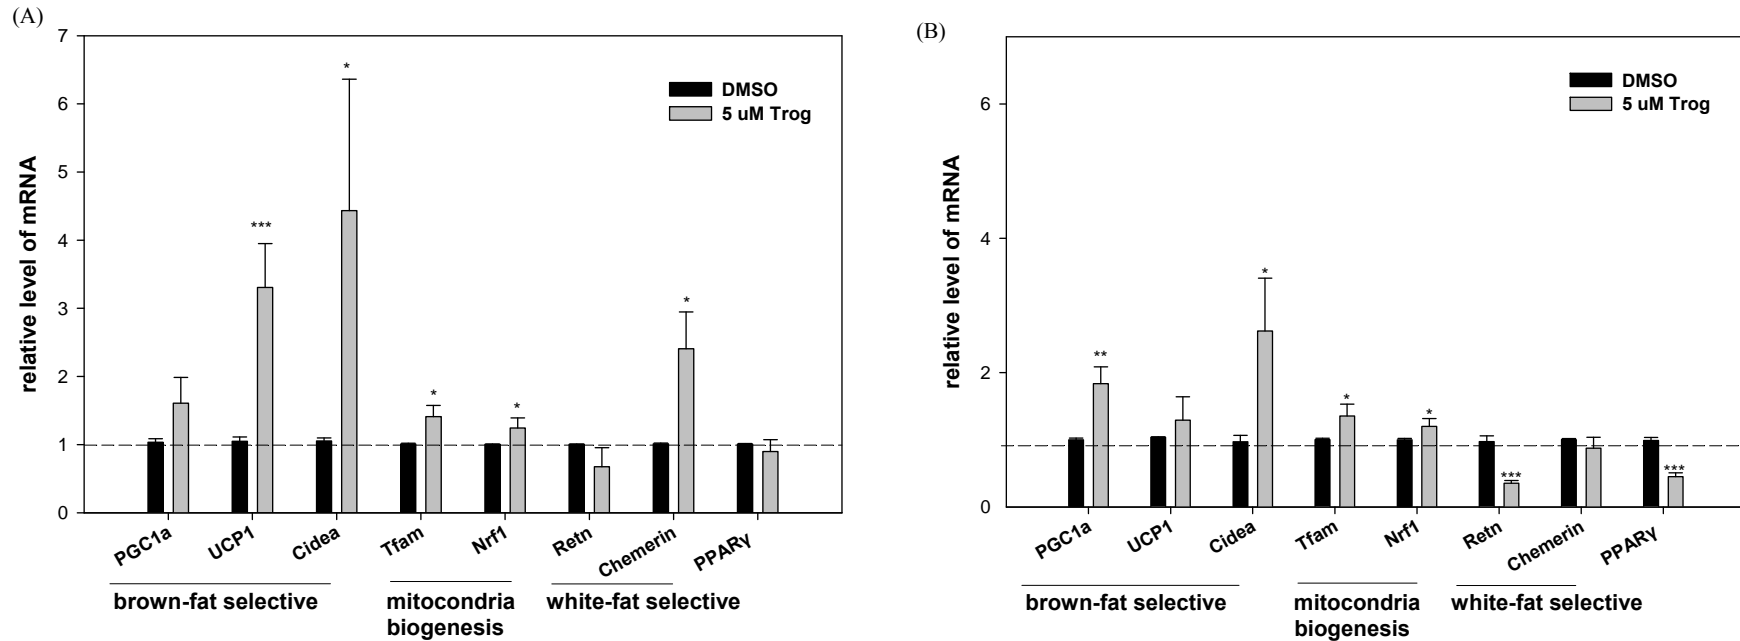 (A)
7
6
5
4
3
2
1
0
relative level of mRNA
DMSO
5 uM Trog
*
***
*
*
*
*
PGC1a
UCP1
Cidea
Tfam
Nrf1
Retn
Chemerin
PPARγ
brown-fat selective
mitocondria
biogenesis
white-fat selective
(B)
6
4
2
0
relative level of mRNA
DMSO
5 uM Trog
**
*
*
*
***
***
PGC1a
UCP1
Cidea
Tfam
Nrf1
Retn
Chemerin
PPARγ
brown-fat selective
mitocondria
biogenesis
white-fat selective